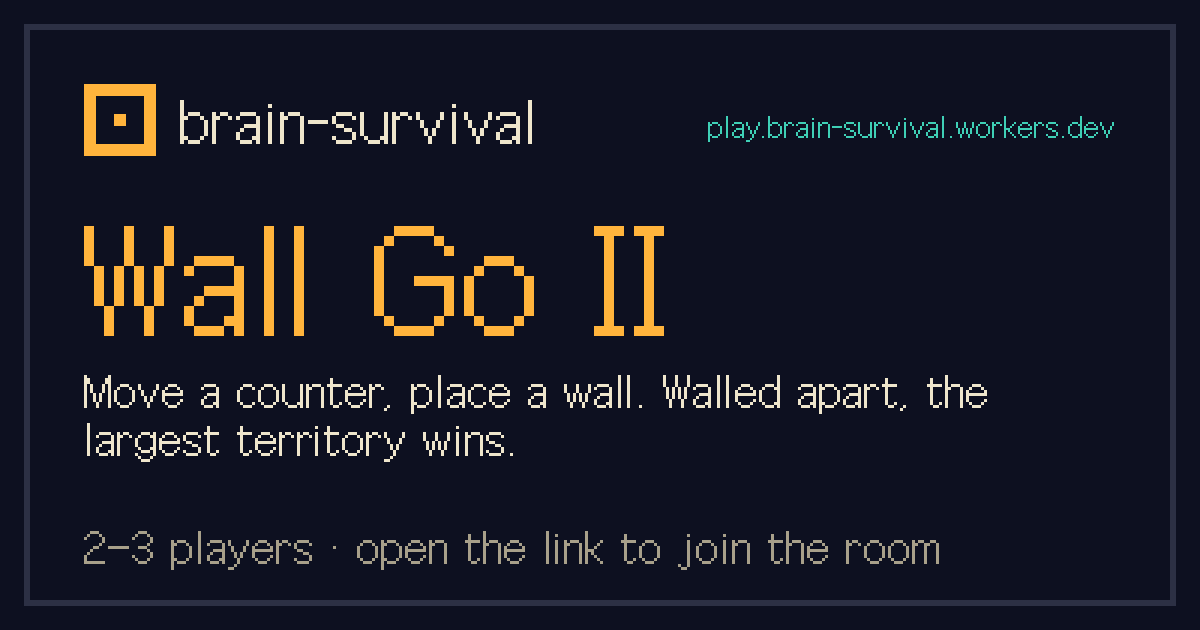 brain-survival
play.brain-survival.workers.dev
Wall Go II
Move a counter, place a wall. Walled apart, the
largest territory wins.
2–3 players · open the link to join the room